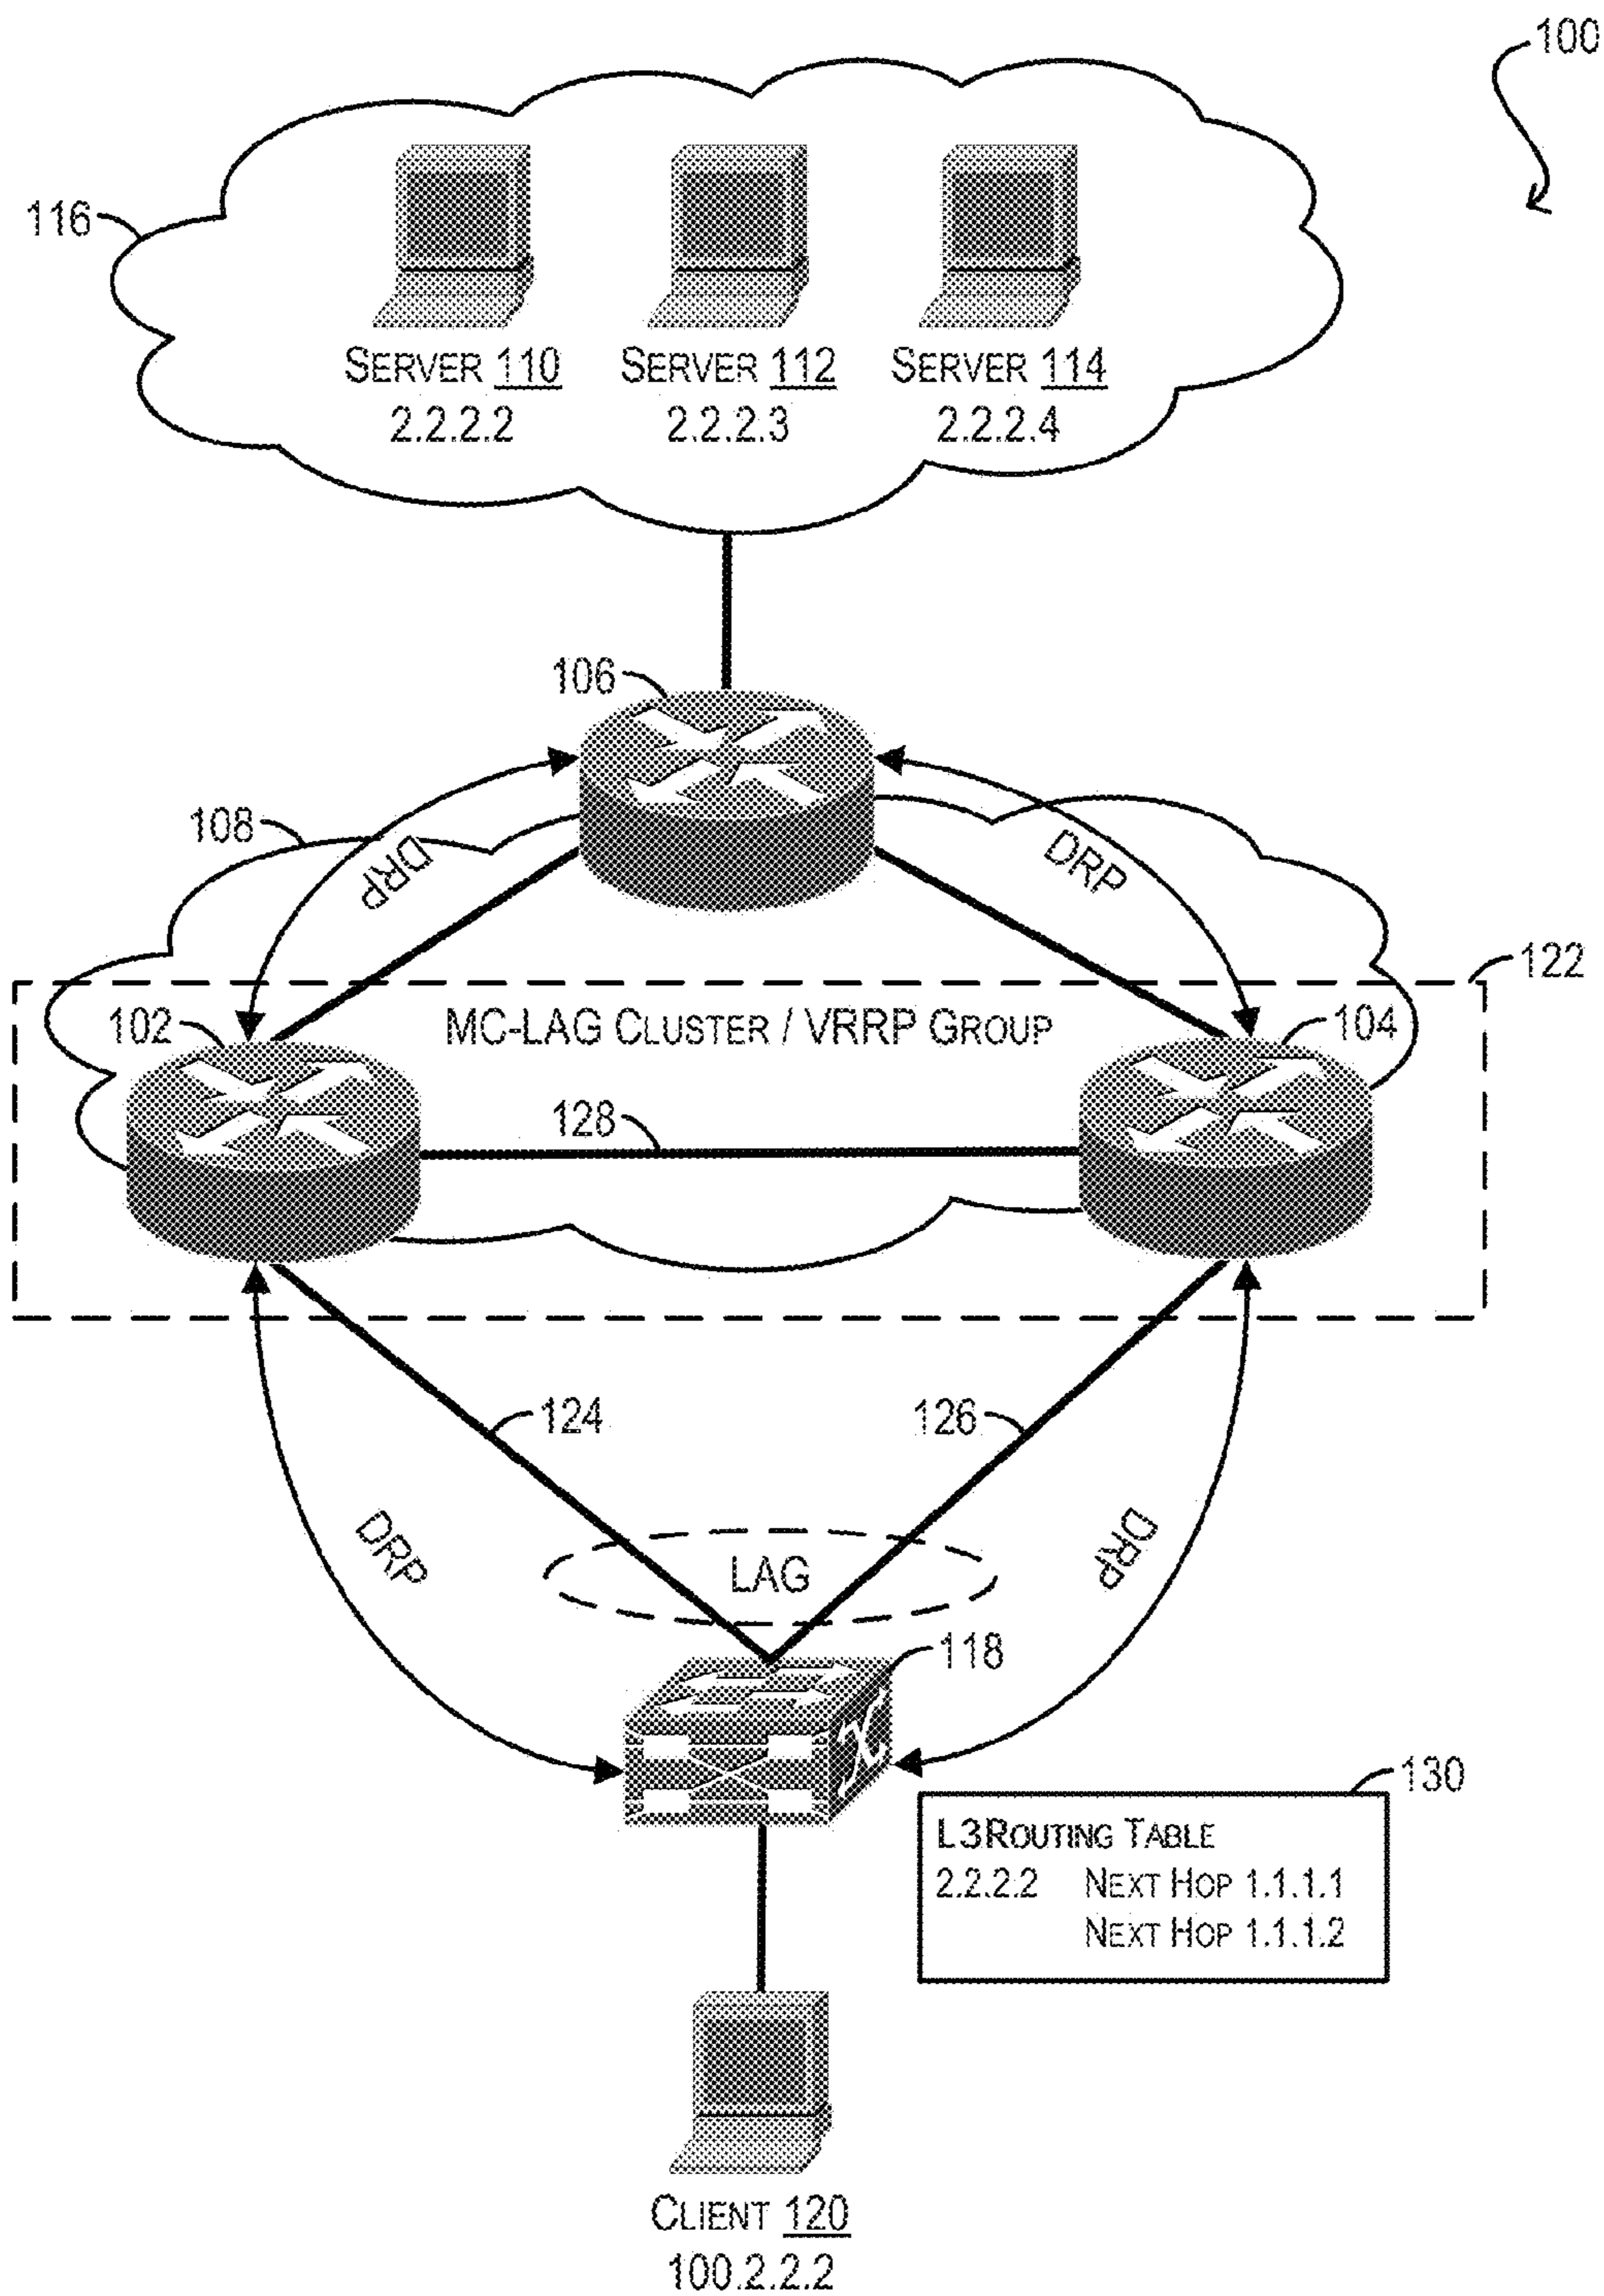 100
116
SERVER 110 SERVER 112 SERVER 114
2.2.2.2 2.2.2.3 2.2.2.4
106
108
DRP DRP
122
102 MC-LAG CLUSTER / VRRP GROUP 104
128
124 126
DRP DRP
LAG
118
130
L3 ROUTING TABLE
2.2.2.2 NEXT HOP 1.1.1.1
NEXT HOP 1.1.1.2
CLIENT 120
100.2.2.2